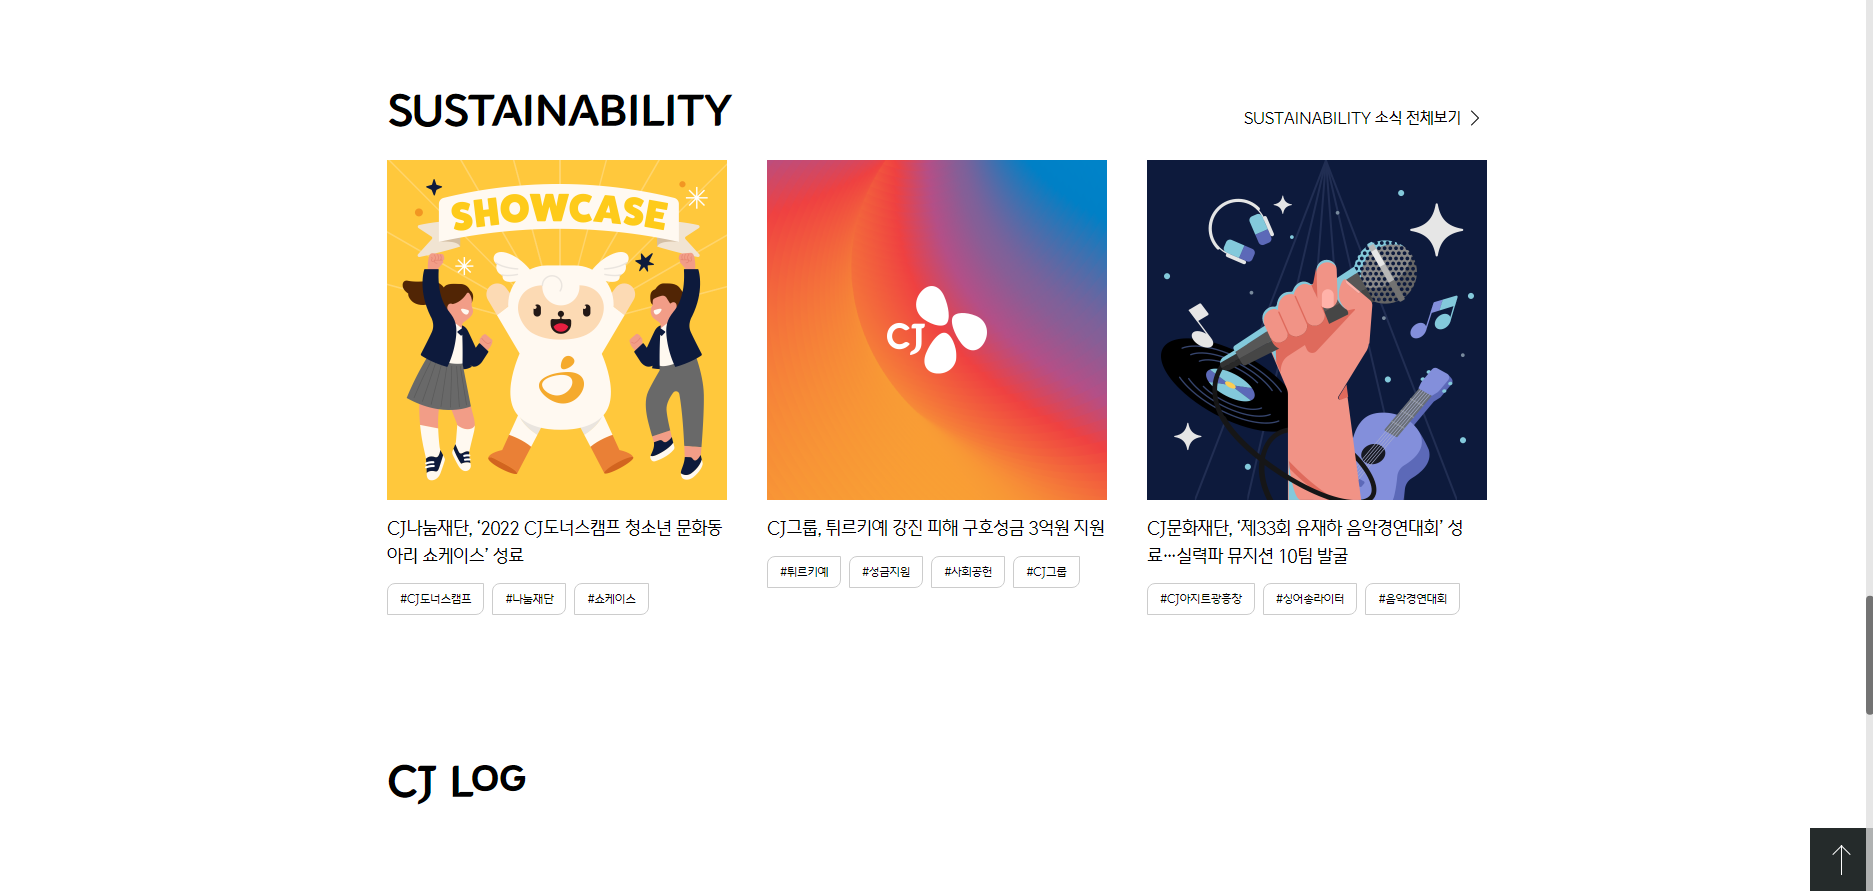 SUSTAINABILITY
SUSTAINABILITY 소식 전체보기
SHOWCASE
CJ
CJ나눔재단, ‘2022 CJ도너스캠프 청소년 문화동
아리 쇼케이스’ 성료
#CJ도너스캠프 #나눔재단 #쇼케이스
CJ그룹, 튀르키예 강진 피해 구호성금 3억원 지원
#튀르키예 #성금지원 #사회공헌 #CJ그룹
CJ문화재단, ‘제33회 유재하 음악경연대회’ 성
료…실력파 뮤지션 10팀 발굴
#CJ아지트광흥창 #싱어송라이터 #음악경연대회
CJ LOG